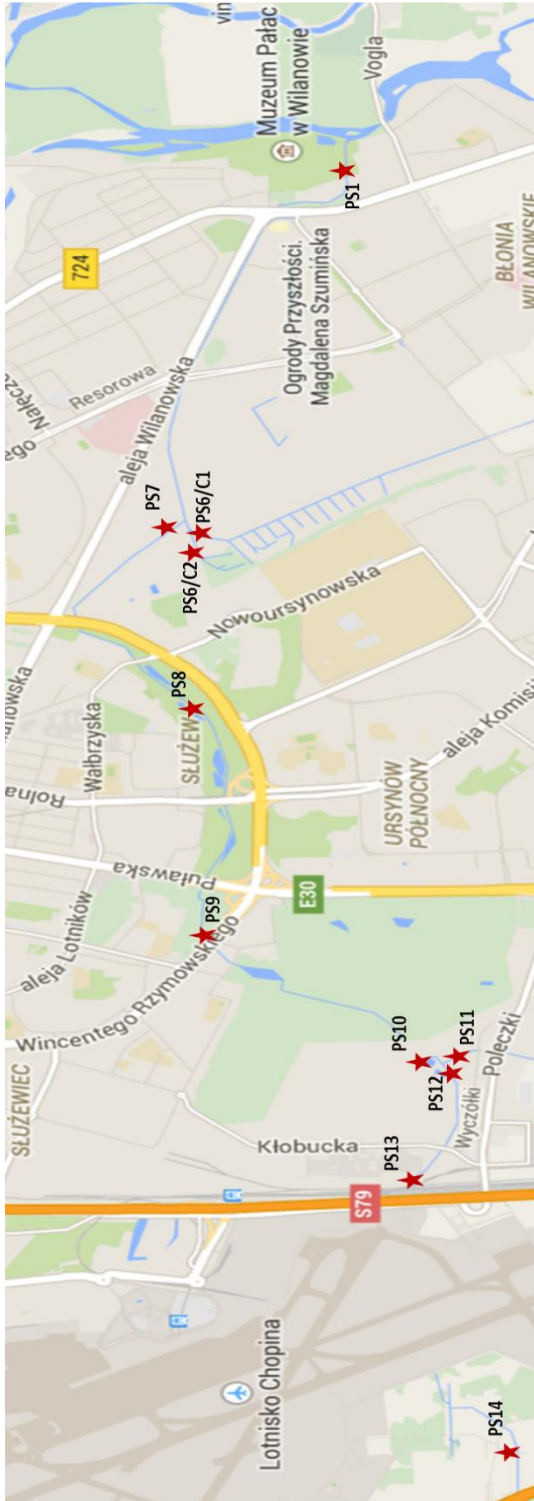 Muzeum Pałac
w Wilanowie
Vogla
PS1
724
BŁONIA
WILANOWSKIE
Ogrody Przyszłości.
Magdalena Szumińska
Resorowa
aleja Wilanowska
PS7
PS6/C1
PS6/C2
Nowoursynowska
PS8
SŁUŻEW
Wałbrzyska
Rolna
aleja Komisji
URSYNÓW
PÓŁNOCNY
Puławska
E30
PS9
aleja Lotników
Wincentego Rzymowskiego
SŁUŻEWIEC
PS10
PS11
PS12
Poleczki
Wyczółki
Kłobucka
PS13
S79
Lotnisko Chopina
PS14